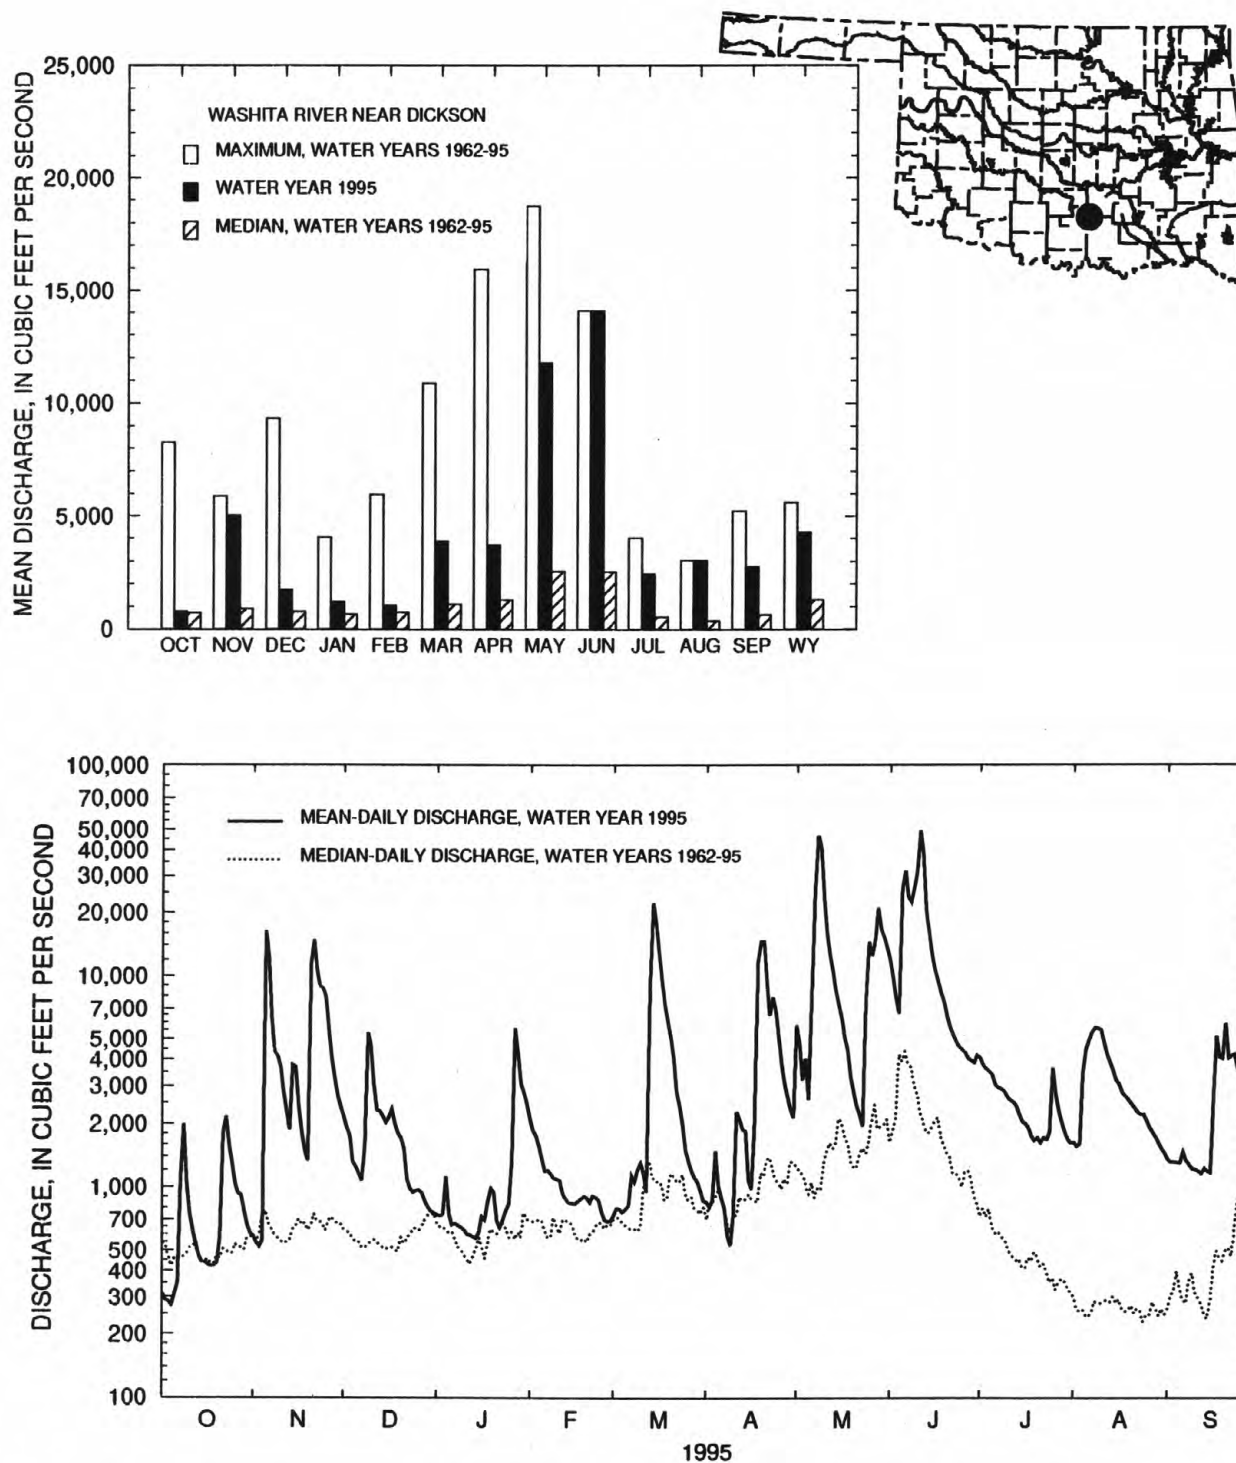 MEAN DISCHARGE, IN CUBIC FEET PER SECOND
25,000
20,000
15,000
10,000
5,000
0
WASHITA RIVER NEAR DICKSON
MAXIMUM, WATER YEARS 1962-95
WATER YEAR 1995
MEDIAN, WATER YEARS 1962-95
OCT NOV DEC JAN FEB MAR APR MAY JUN JUL AUG SEP WY
DISCHARGE, IN CUBIC FEET PER SECOND
100,000
70,000
50,000
40,000
30,000
20,000
10,000
7,000
5,000
4,000
3,000
2,000
1,000
700
500
400
300
200
100
MEAN-DAILY DISCHARGE, WATER YEAR 1995
MEDIAN-DAILY DISCHARGE, WATER YEARS 1962-95
O N D J F M A M J J A S
1995